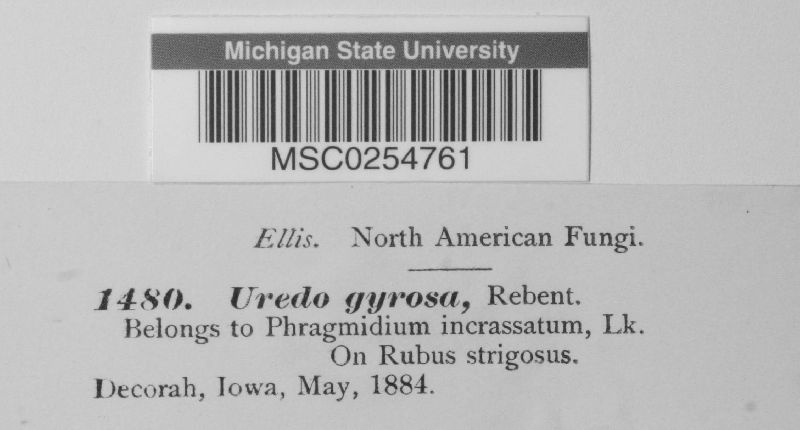 Michigan State University
MSC0254761
Ellis. North American Fungi.
1480. Uredo gyrosa, Rebent.
Belongs to Phragmidium incrassatum, Lk.
On Rubus strigosus.
Decorah, Iowa, May, 1884.